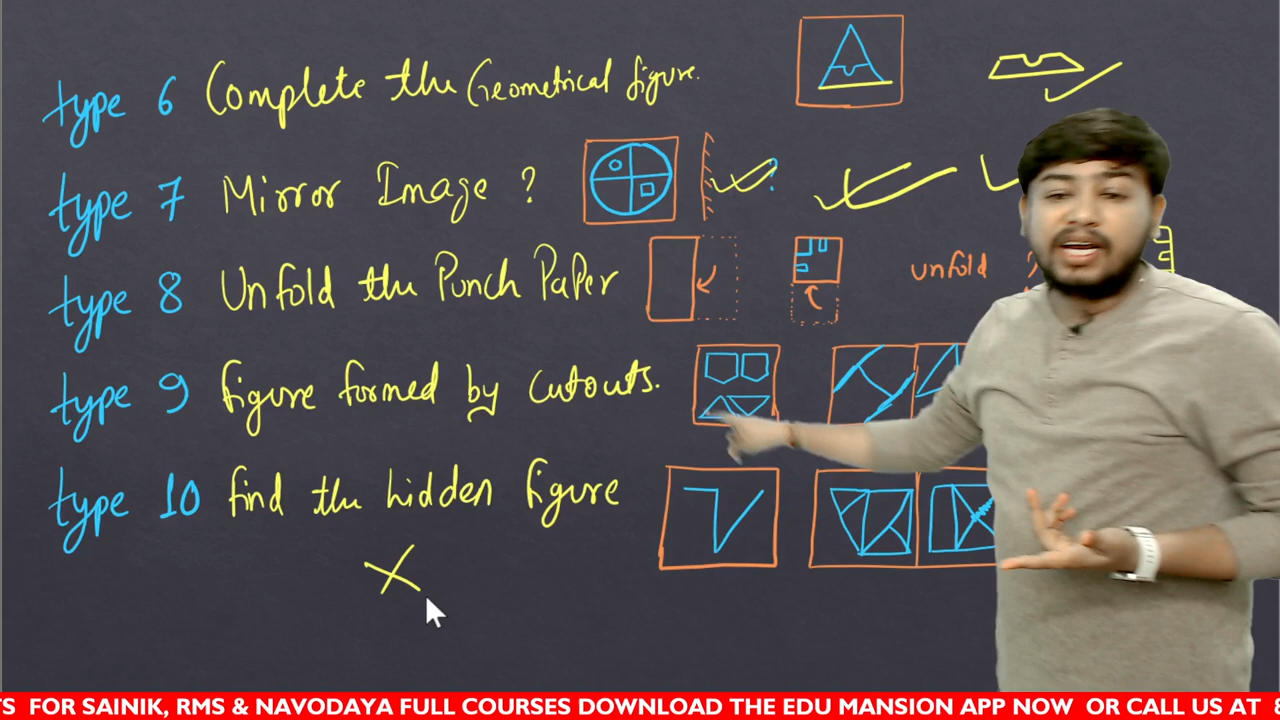 type 6 Complete the Geometrical figure.
type 7 Mirror Image ?
?
type 8 Unfold the Punch Paper
unfold ?
type 9 figure formed by cutouts.
type 10 find the hidden figure
FOR SAINIK, RMS & NAVODAYA FULL COURSES DOWNLOAD THE EDU MANSION APP NOW OR CALL US AT